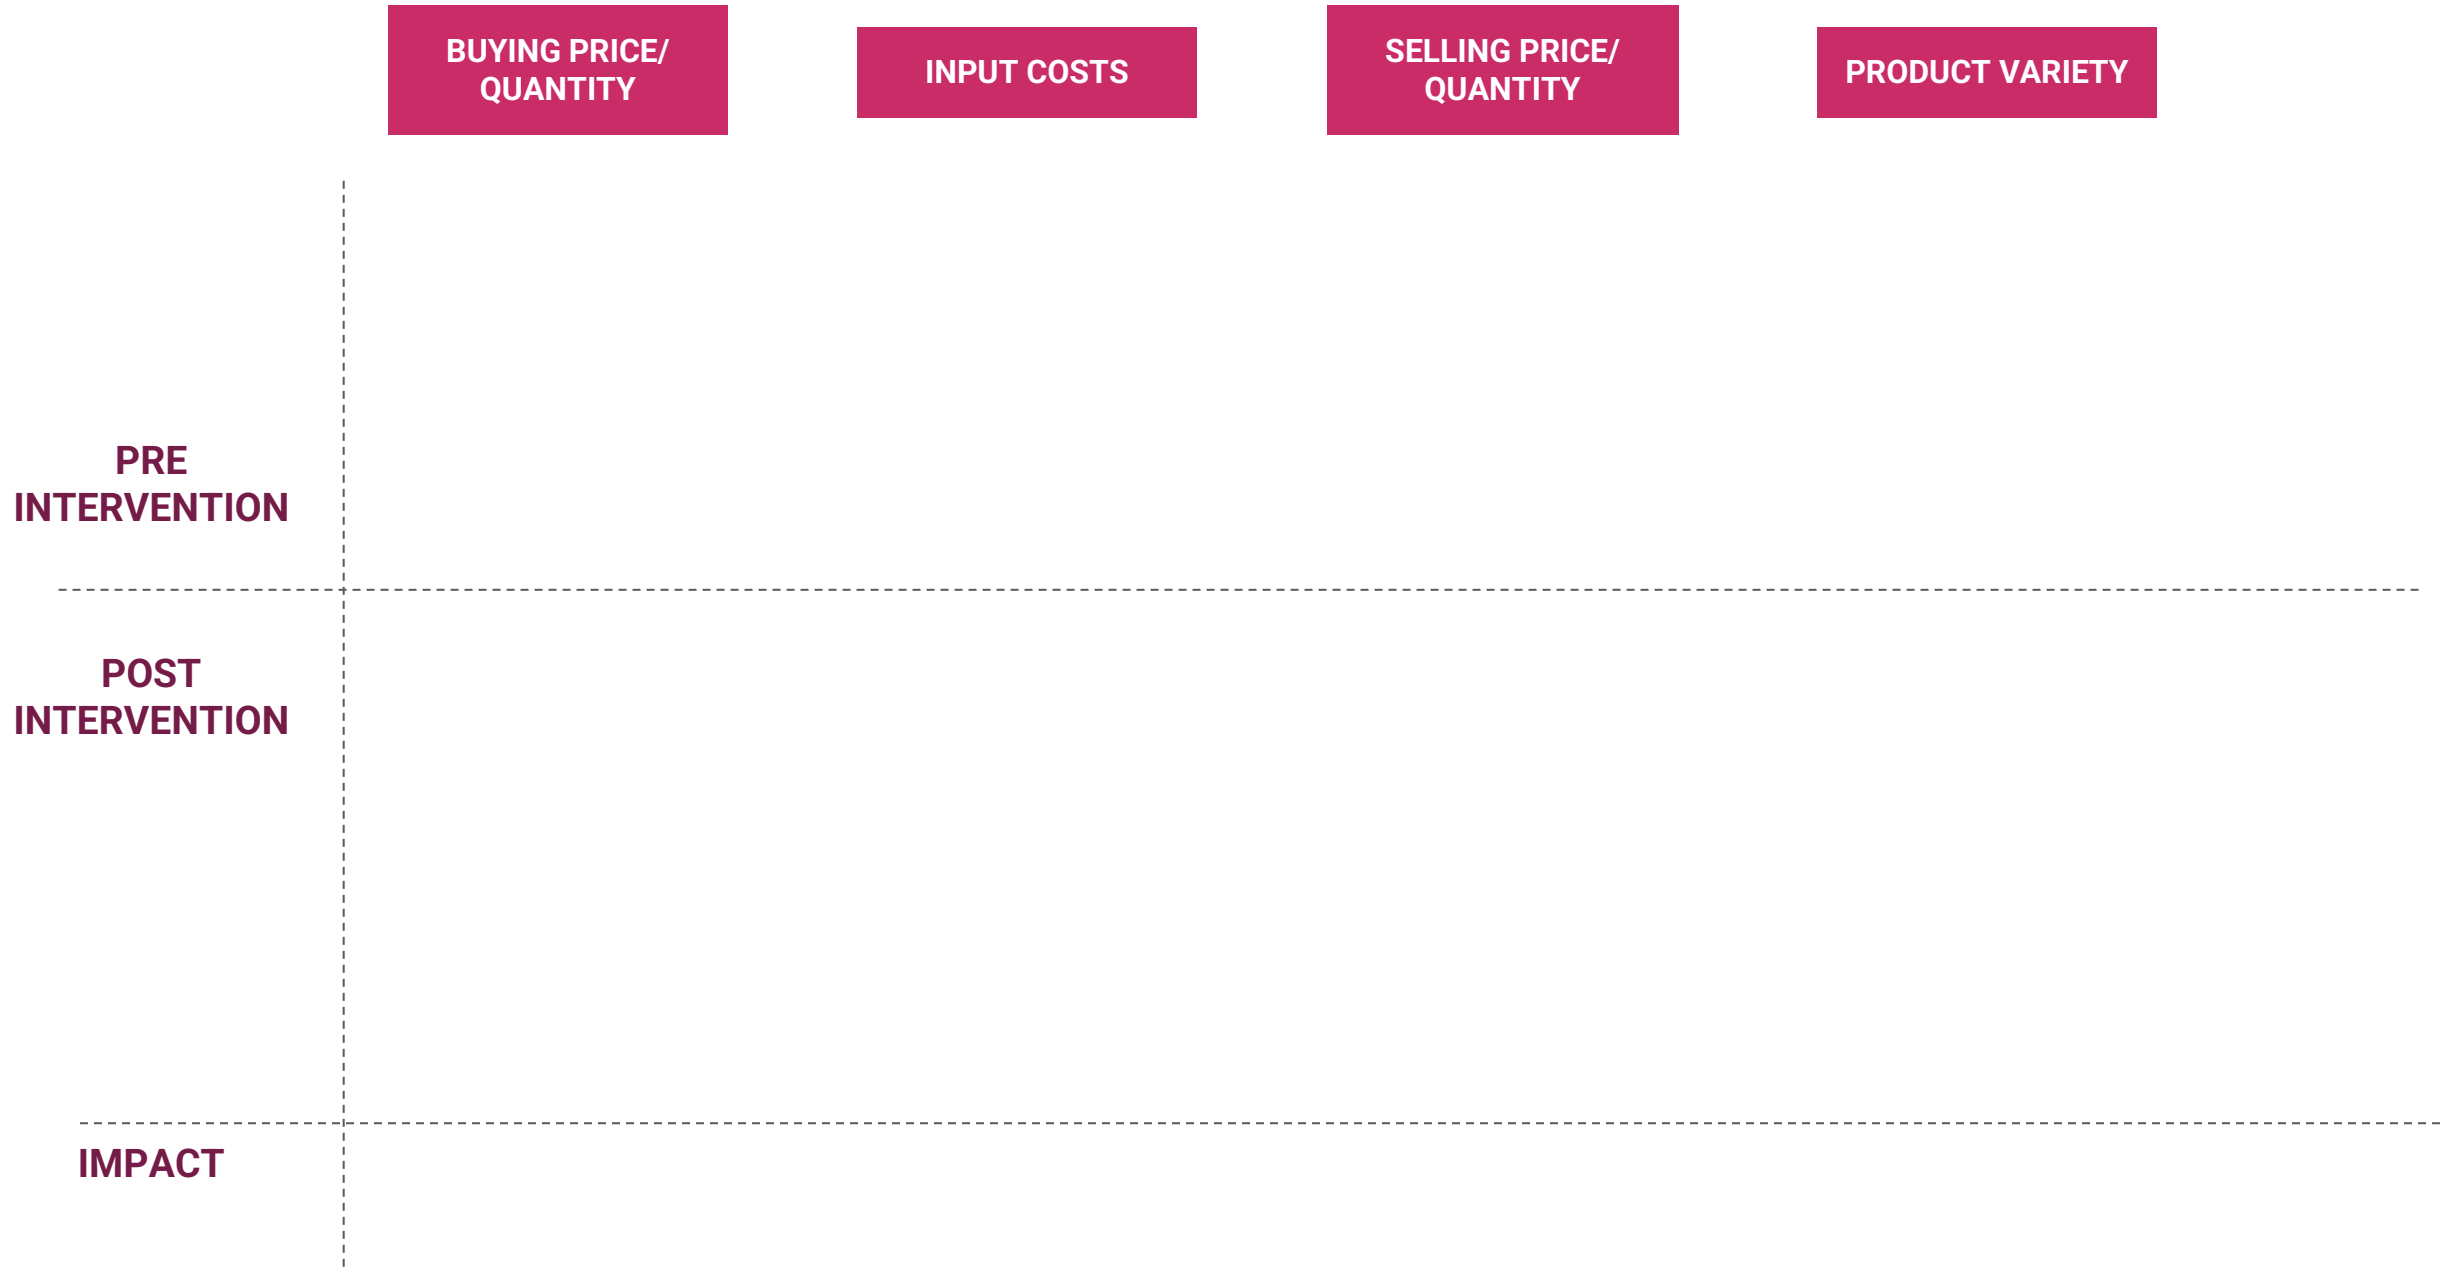 BUYING PRICE/
QUANTITY
INPUT COSTS
SELLING PRICE/
QUANTITY
PRODUCT VARIETY
PRE
INTERVENTION
POST
INTERVENTION
IMPACT